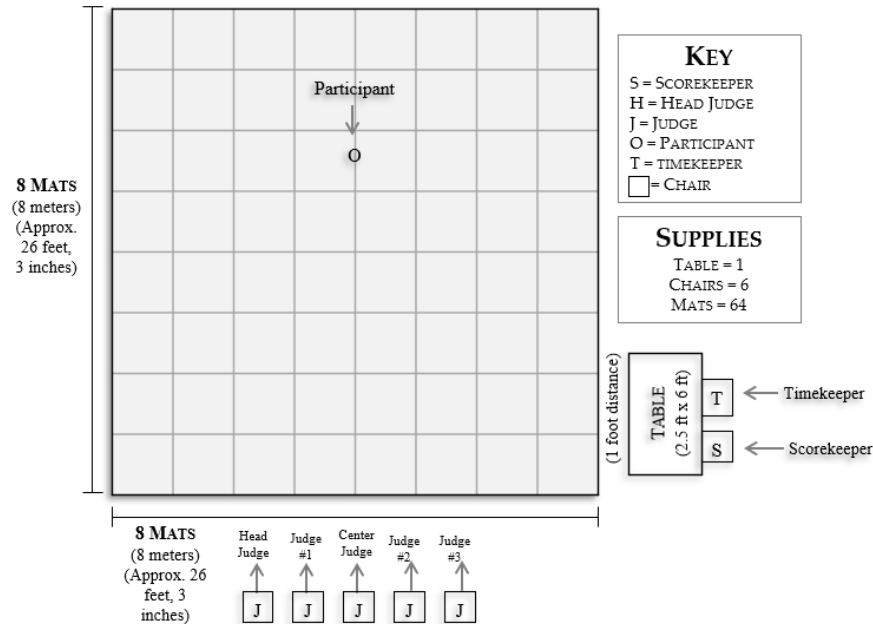 Participant
O
8 MATS
(8 meters)
(Approx.
26 feet,
3 inches)
KEY
S = SCOREKEEPER
H = HEAD JUDGE
J = JUDGE
O = PARTICIPANT
T = TIMEKEEPER
= CHAIR
SUPPLIES
TABLE = 1
CHAIRS = 6
MATS = 64
(1 foot distance)
TABLE
(2.5 ft x 6 ft)
T
Timekeeper
S
Scorekeeper
8 MATS
(8 meters)
(Approx. 26
feet, 3
inches)
Head
Judge
Judge
#1
Center
Judge
Judge
#2
Judge
#3
J
J
J
J
J